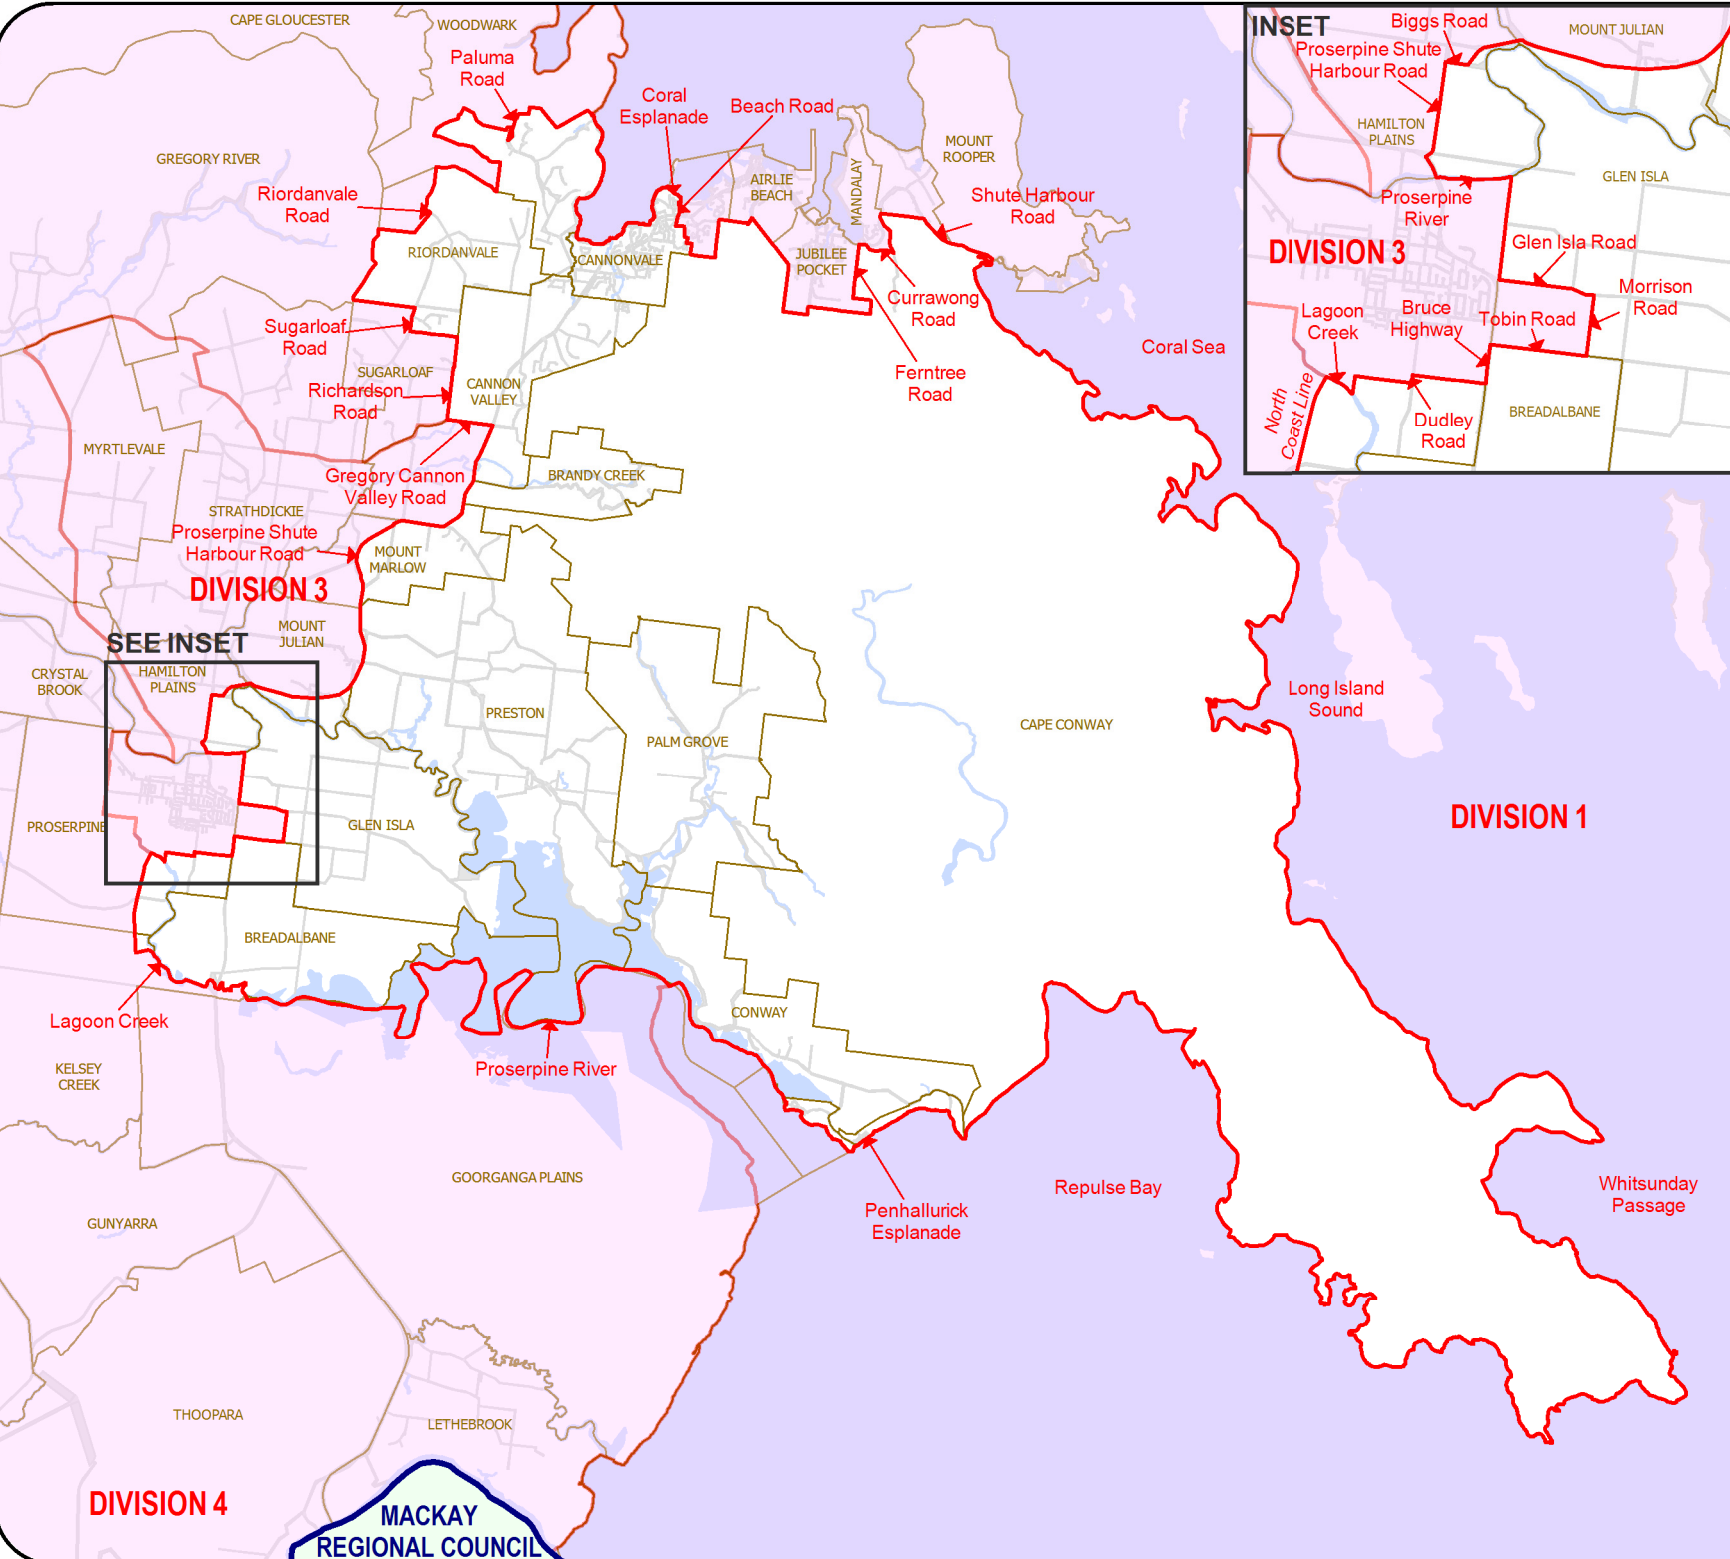 CAPE GLOUCESTER
WOODWARK
Paluma
Road
Coral
Esplanade
Beach Road
GREGORY RIVER
Riordanvale
Road
AIRLIE
BEACH
MANDALAY
MOUNT
ROOPER
Shute Harbour
Road
RIORDANVALE
CANNONVALE
JUBILEE
POCKET
Currawong
Road
Sugarloaf
Road
SUGARLOAF
Richardson
Road
CANNON
VALLEY
Ferntree
Road
Coral Sea
MYRTLEVALE
Gregory Cannon
Valley Road
BRANDY CREEK
STRATHDICKIE
Proserpine Shute
Harbour Road
MOUNT
MARLOW
DIVISION 3
MOUNT
JULIAN
SEE INSET
CRYSTAL
BROOK
HAMILTON
PLAINS
PRESTON
PALM GROVE
CAPE CONWAY
Long Island
Sound
PROSERPINE
GLEN ISLA
DIVISION 1
BREADALBANE
Lagoon Creek
CONWAY
KELSEY
CREEK
Proserpine River
GOORGANGA PLAINS
Penhallurick
Esplanade
Repulse Bay
Whitsunday
Passage
GUNYARRA
THOOPARA
LETHEBROOK
DIVISION 4
MACKAY
REGIONAL COUNCIL
INSET
Biggs Road
MOUNT JULIAN
Proserpine Shute
Harbour Road
HAMILTON
PLAINS
GLEN ISLA
Proserpine
River
DIVISION 3
Glen Isla Road
Morrison
Road
Lagoon
Creek
Bruce
Highway
Tobin Road
North
Coast Line
Dudley
Road
BREADALBANE